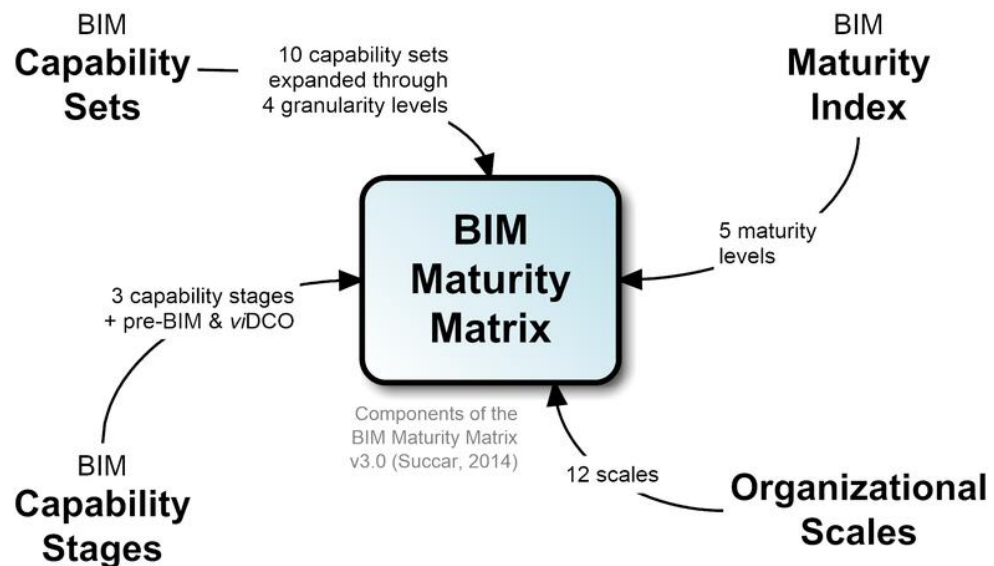 BIM
Capability
Sets
10 capability sets
expanded through
4 granularity levels
BIM
Maturity
Index
5 maturity
levels
BIM
Maturity
Matrix
3 capability stages
+ pre-BIM & viDCO
BIM
Capability
Stages
Components of the
BIM Maturity Matrix
v3.0 (Succar, 2014)
12 scales
Organizational
Scales